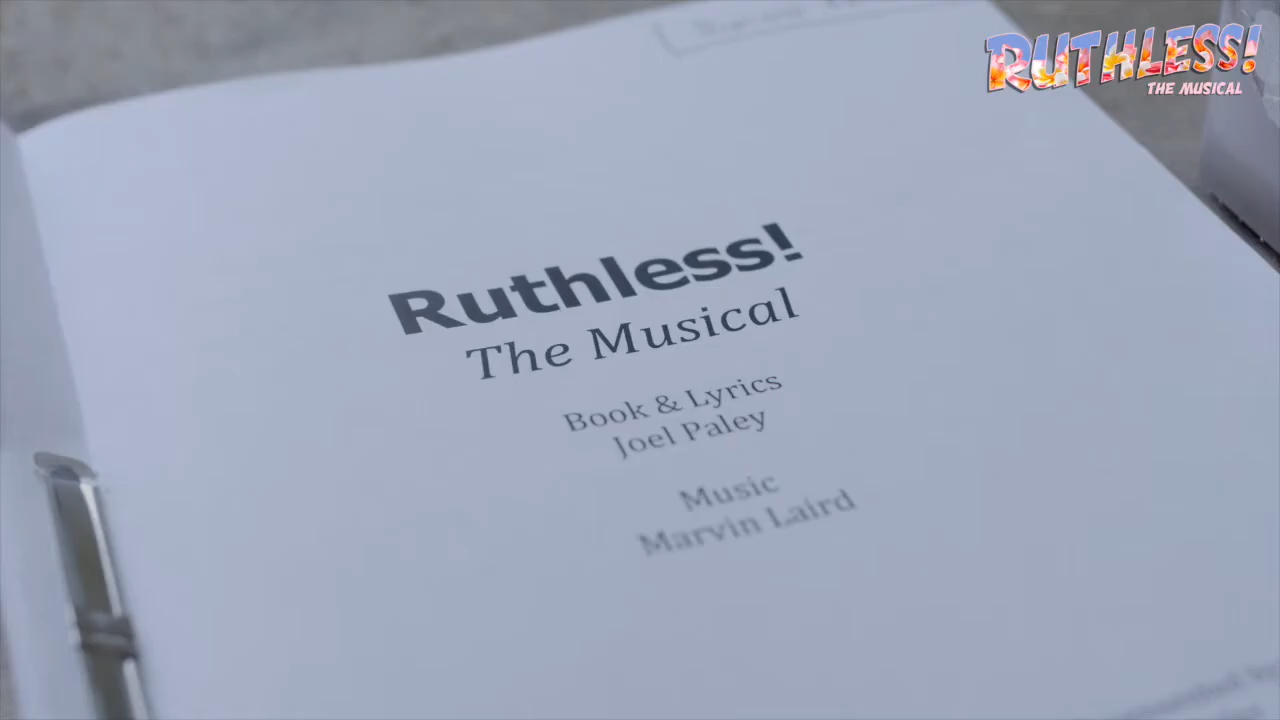 RUTHLESS!
THE MUSICAL
Ruthless!
The Musical
Book & Lyrics
Joel Paley
Music
Marvin Laird